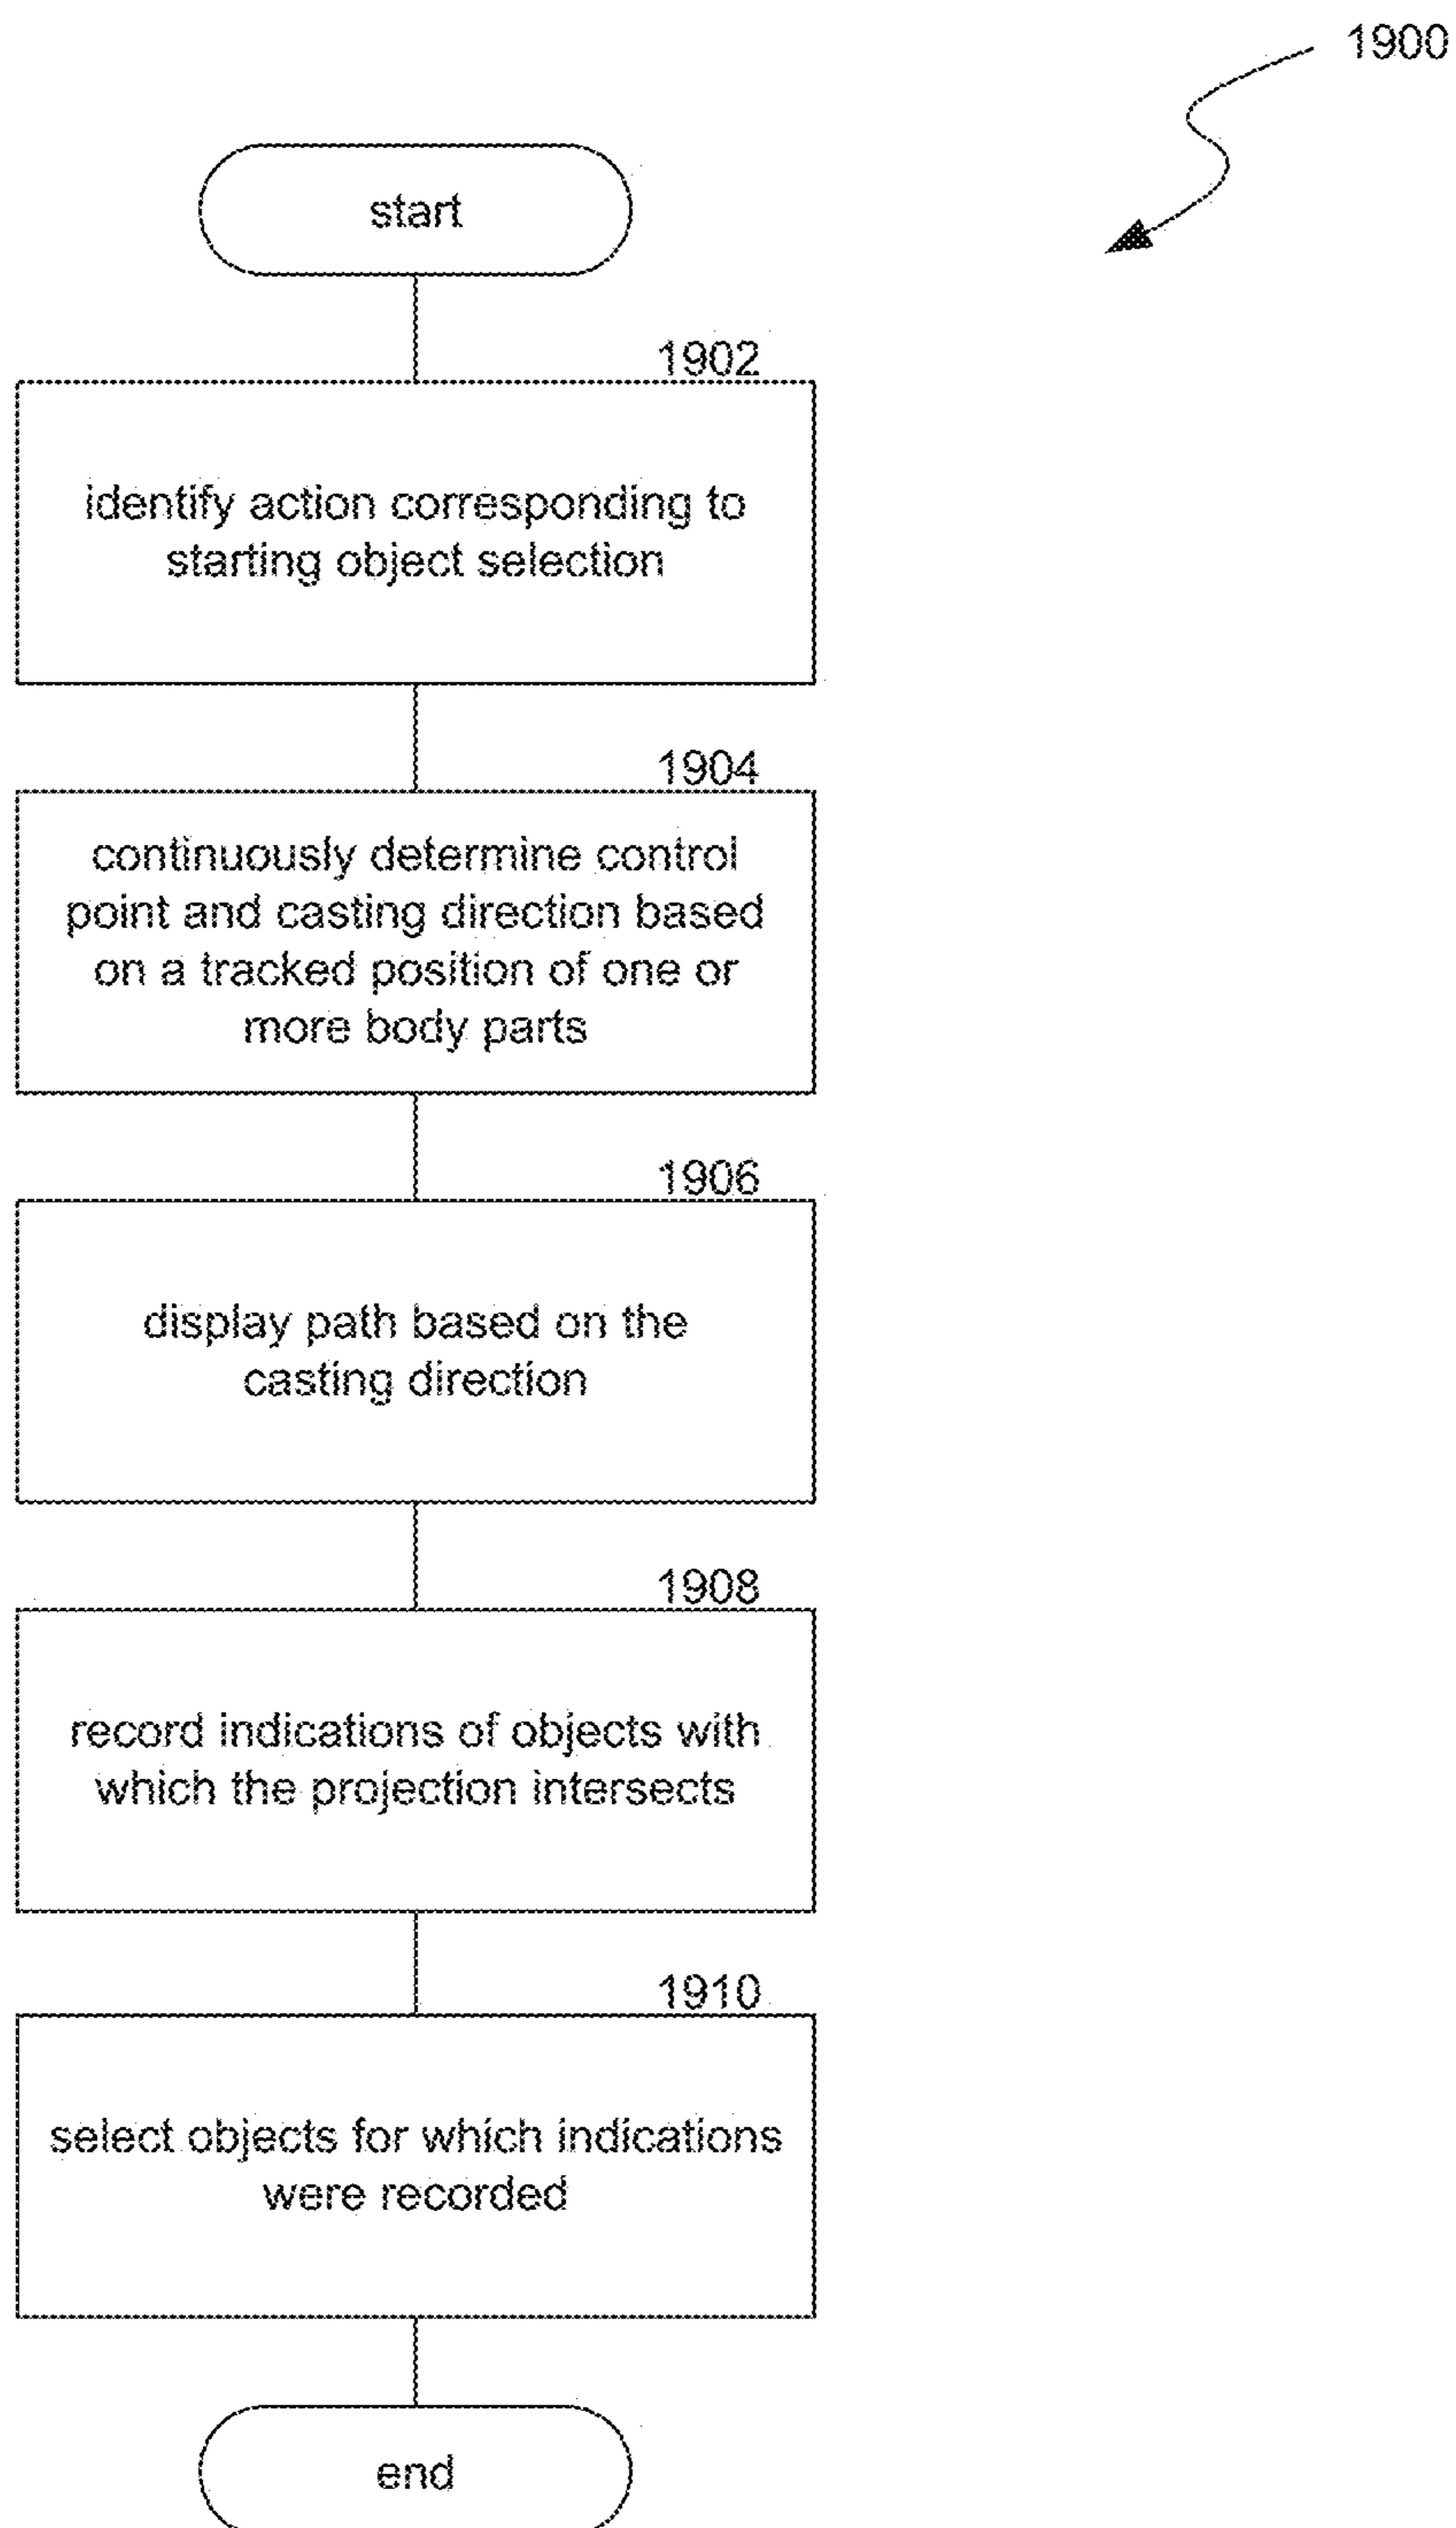 1900
start
1902
identify action corresponding to
starting object selection
1904
continuously determine control
point and casting direction based
on a tracked position of one or
more body parts
1906
display path based on the
casting direction
1908
record indications of objects with
which the projection intersects
1910
select objects for which indications
were recorded
end